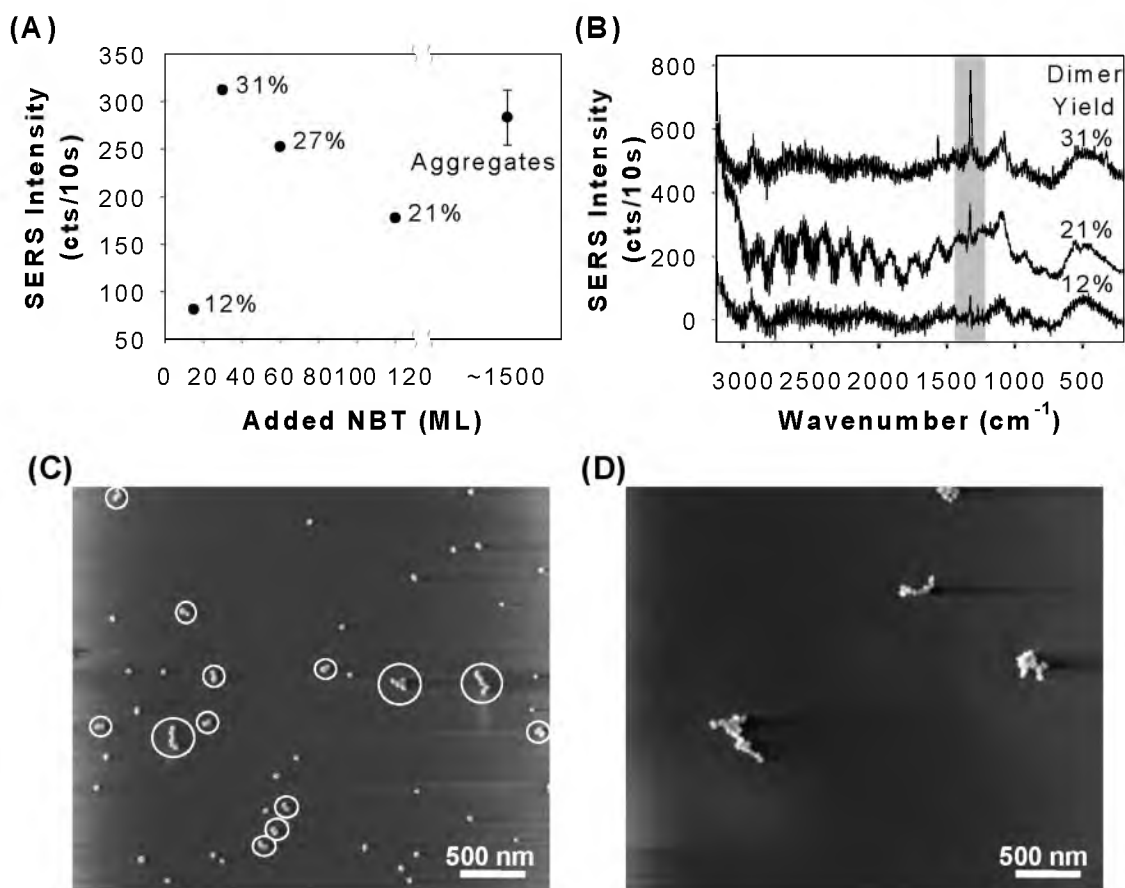 (A)
SERS Intensity
(cts/10s)
350
300
250
200
150
100
50
31%
27%
21%
12%
Aggregates
0 20 40 60 80 100 120 ~1500
Added NBT (ML)
(B)
SERS Intensity
(cts/10s)
800
600
400
200
0
Dimer
Yield
31%
21%
12%
3000 2500 2000 1500 1000 500
Wavenumber (cm⁻¹)
(C)
500 nm
(D)
500 nm